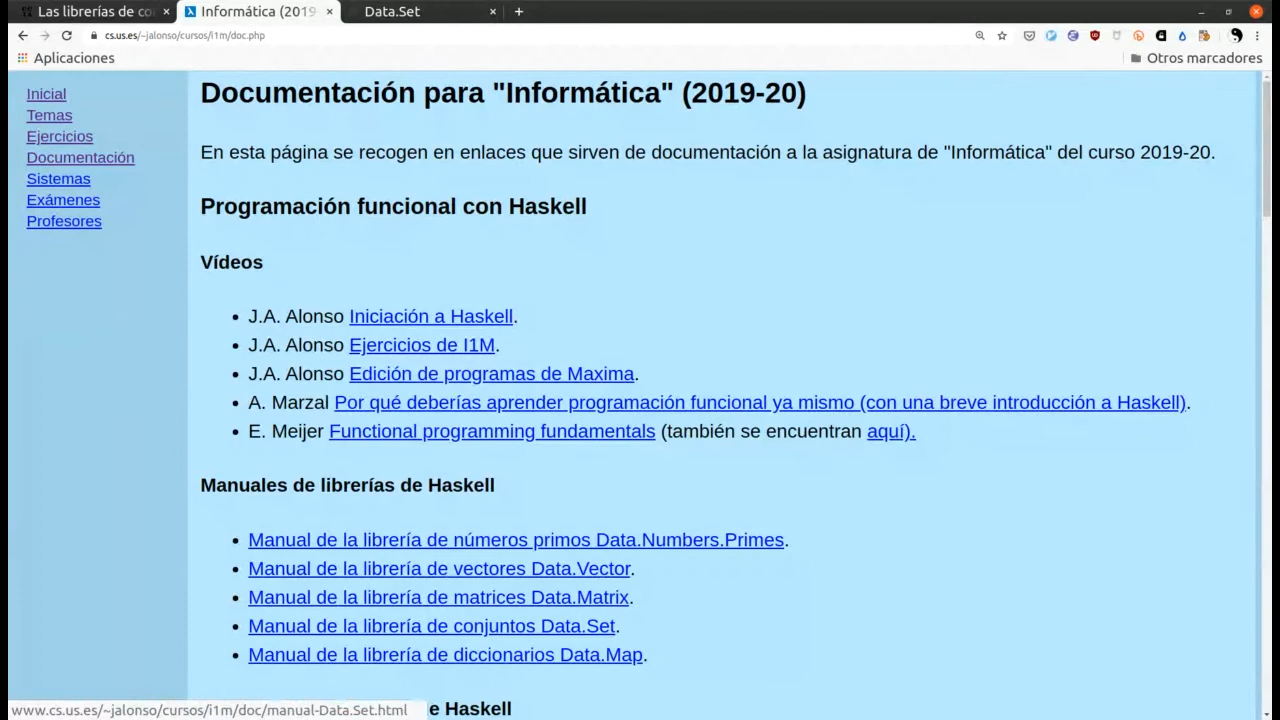 Las librerías de co
Informática (2019-
Data.Set
cs.us.es/~jalonso/cursos/i1m/doc.php
Aplicaciones
Otros marcadores
Inicial
Temas
Ejercicios
Documentación
Sistemas
Exámenes
Profesores
Documentación para "Informática" (2019-20)
En esta página se recogen en enlaces que sirven de documentación a la asignatura de "Informática" del curso 2019-20.
Programación funcional con Haskell
Vídeos
• J.A. Alonso Iniciación a Haskell.
• J.A. Alonso Ejercicios de I1M.
• J.A. Alonso Edición de programas de Maxima.
• A. Marzal Por qué deberías aprender programación funcional ya mismo (con una breve introducción a Haskell).
• E. Meijer Functional programming fundamentals (también se encuentran aquí).
Manuales de librerías de Haskell
• Manual de la librería de números primos Data.Numbers.Primes.
• Manual de la librería de vectores Data.Vector.
• Manual de la librería de matrices Data.Matrix.
• Manual de la librería de conjuntos Data.Set.
• Manual de la librería de diccionarios Data.Map.
e Haskell
www.cs.us.es/~jalonso/cursos/i1m/doc/manual-Data.Set.html